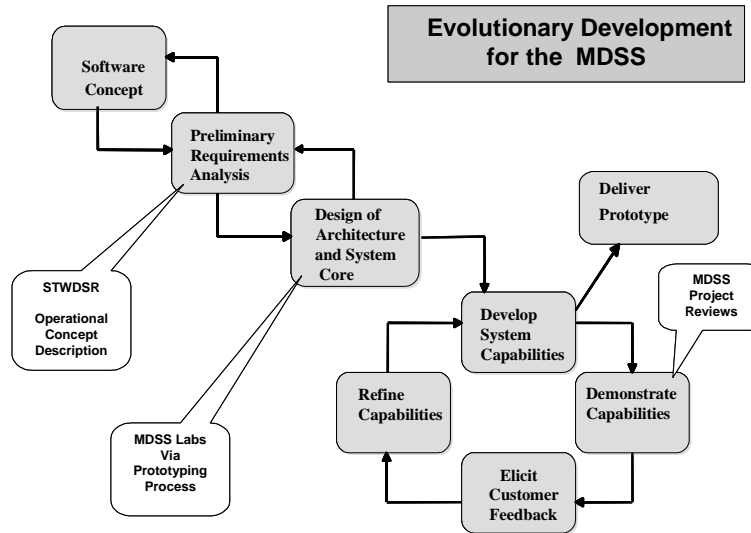 Evolutionary Development
for the MDSS
Software
Concept
Preliminary
Requirements
Analysis
Design of
Architecture
and System
Core
Deliver
Prototype
STWDSR
Operational
Concept
Description
MDSS
Project
Reviews
Develop
System
Capabilities
Refine
Capabilities
Demonstrate
Capabilities
MDSS Labs
Via
Prototyping
Process
Elicit
Customer
Feedback